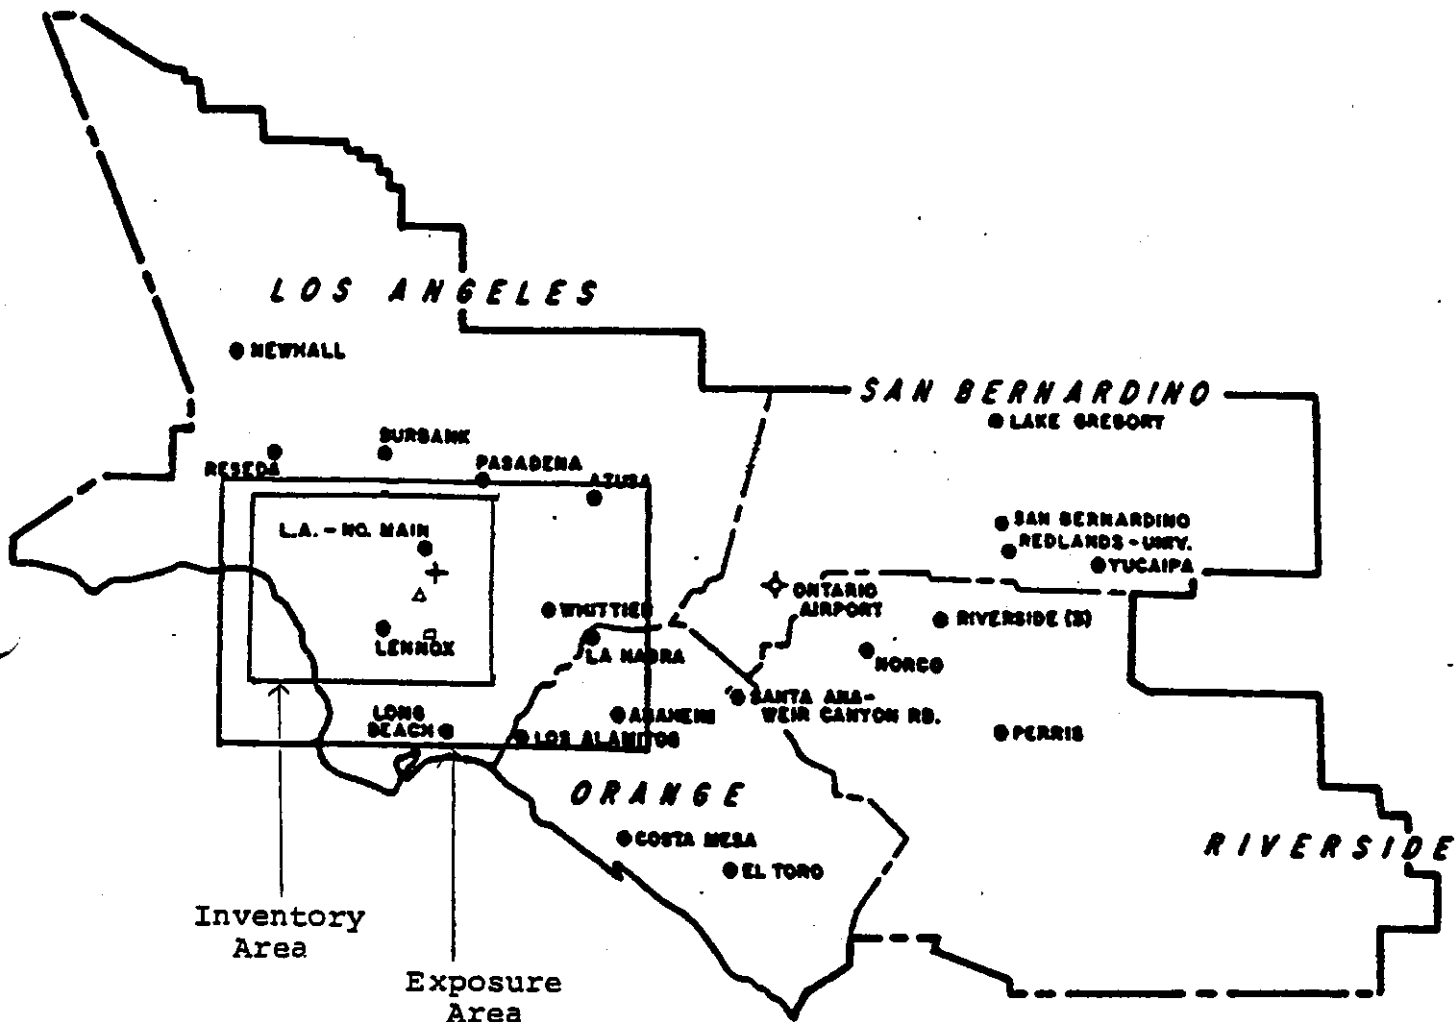 LOS ANGELES
NEWHALL
SAN BERNARDINO
LAKE GREGORY
BURBANK
RESEDA
PASADENA
AZUSA
L.A. - NO. MAIN
SAN BERNARDINO
REDLANDS - UNIV.
YUCAIPA
ONTARIO
AIRPORT
WHITTIER
RIVERSIDE (3)
LENNOX
LA HABRA
NORCO
SANTA ANA-
WEIR CANYON RD.
LONG
BEACH
ANAHEIM
LOS ALAMITOS
PERRIS
ORANGE
COSTA MESA
RIVERSIDE
EL TORO
Inventory
Area
Exposure
Area